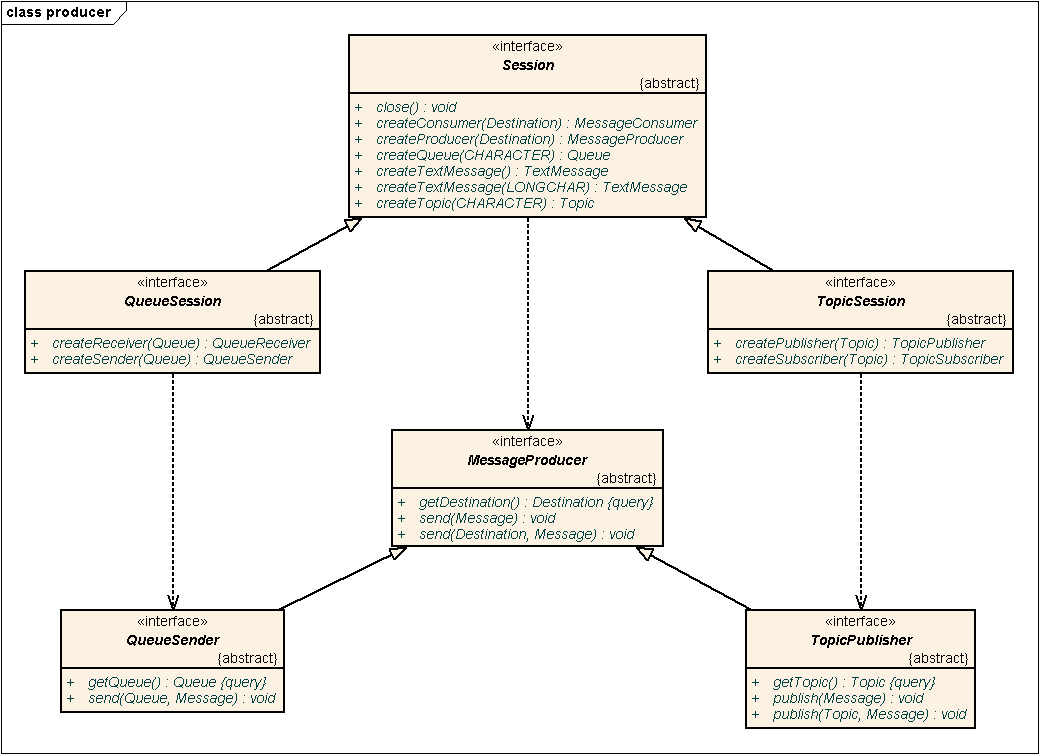 class producer
«interface»
Session
{abstract}
+ close() : void
+ createConsumer(Destination) : MessageConsumer
+ createProducer(Destination) : MessageProducer
+ createQueue(CHARACTER) : Queue
+ createTextMessage() : TextMessage
+ createTextMessage(LONGCHAR) : TextMessage
+ createTopic(CHARACTER) : Topic
«interface»
QueueSession
{abstract}
+ createReceiver(Queue) : QueueReceiver
+ createSender(Queue) : QueueSender
«interface»
TopicSession
{abstract}
+ createPublisher(Topic) : TopicPublisher
+ createSubscriber(Topic) : TopicSubscriber
«interface»
MessageProducer
{abstract}
+ getDestination() : Destination {query}
+ send(Message) : void
+ send(Destination, Message) : void
«interface»
QueueSender
{abstract}
+ getQueue() : Queue {query}
+ send(Queue, Message) : void
«interface»
TopicPublisher
{abstract}
+ getTopic() : Topic {query}
+ publish(Message) : void
+ publish(Topic, Message) : void